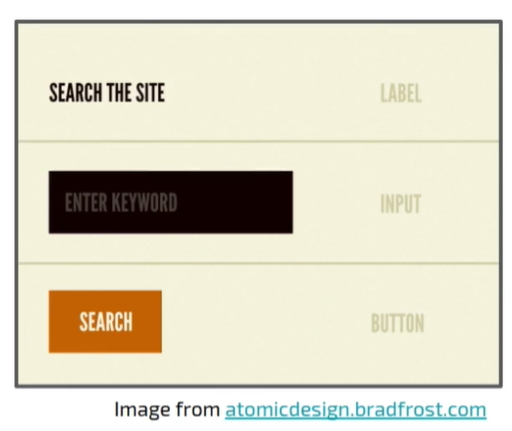 SEARCH THE SITE LABEL
ENTER KEYWORD INPUT
SEARCH BUTTON
Image from atomicdesign.bradfrost.com